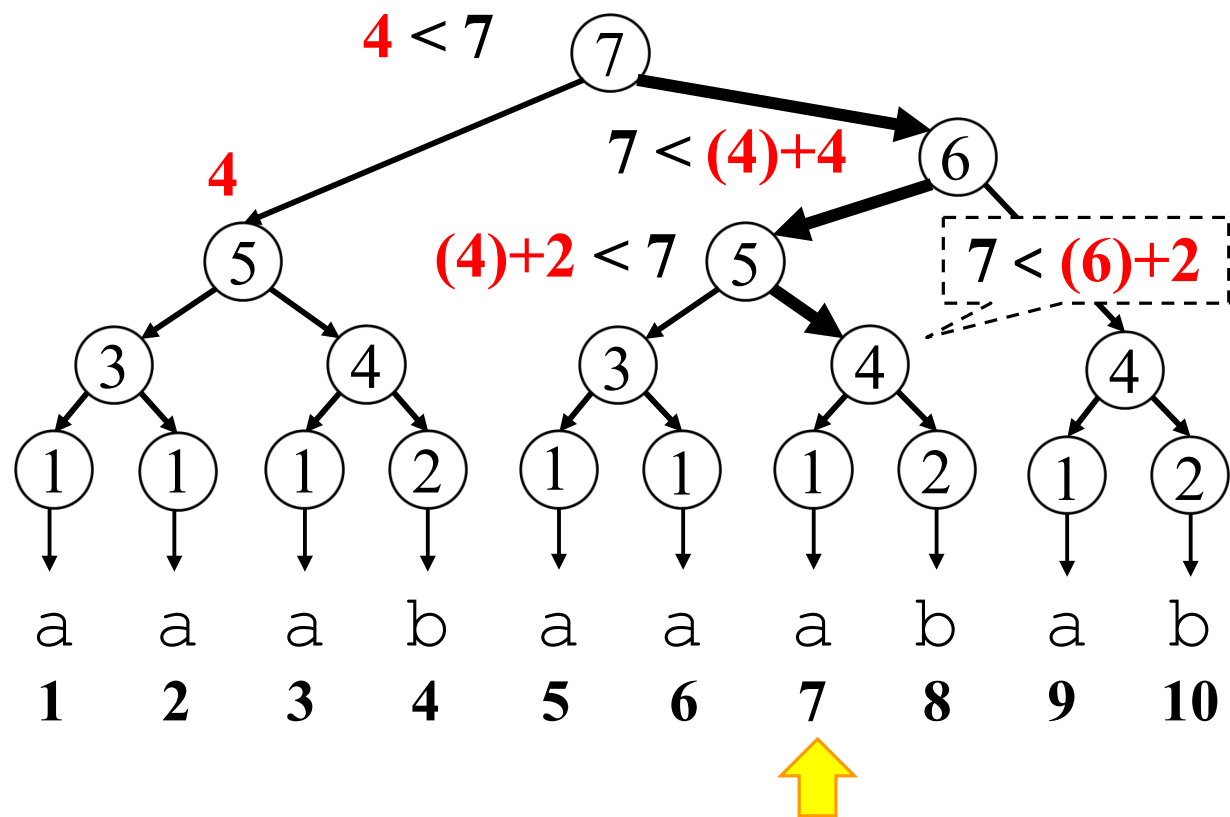 4 < 7 7
7 < (4)+4 6
4
5 (4)+2 < 7 5 7 < (6)+2
3 4 3 4 4
1 1 1 2 1 1 1 2 1 2
a a a b a a a b a b
1 2 3 4 5 6 7 8 9 10